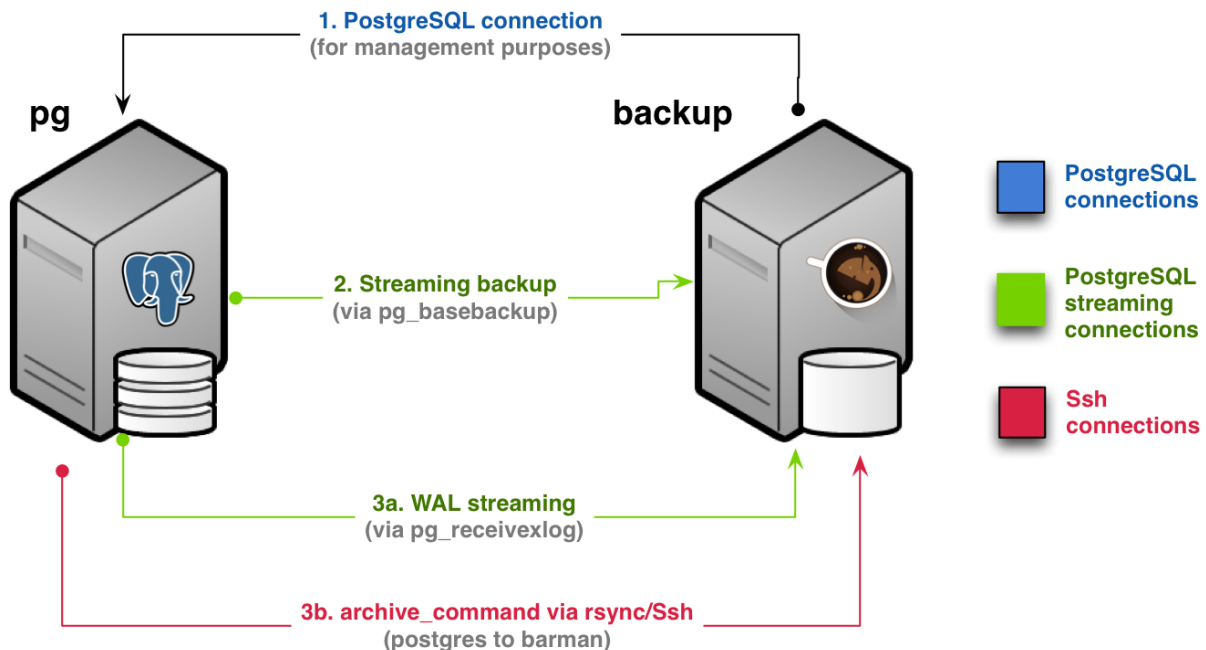 1. PostgreSQL connection
(for management purposes)
pg
backup
PostgreSQL
connections
2. Streaming backup
(via pg_basebackup)
PostgreSQL
streaming
connections
Ssh
connections
3a. WAL streaming
(via pg_receivexlog)
3b. archive_command via rsync/Ssh
(postgres to barman)